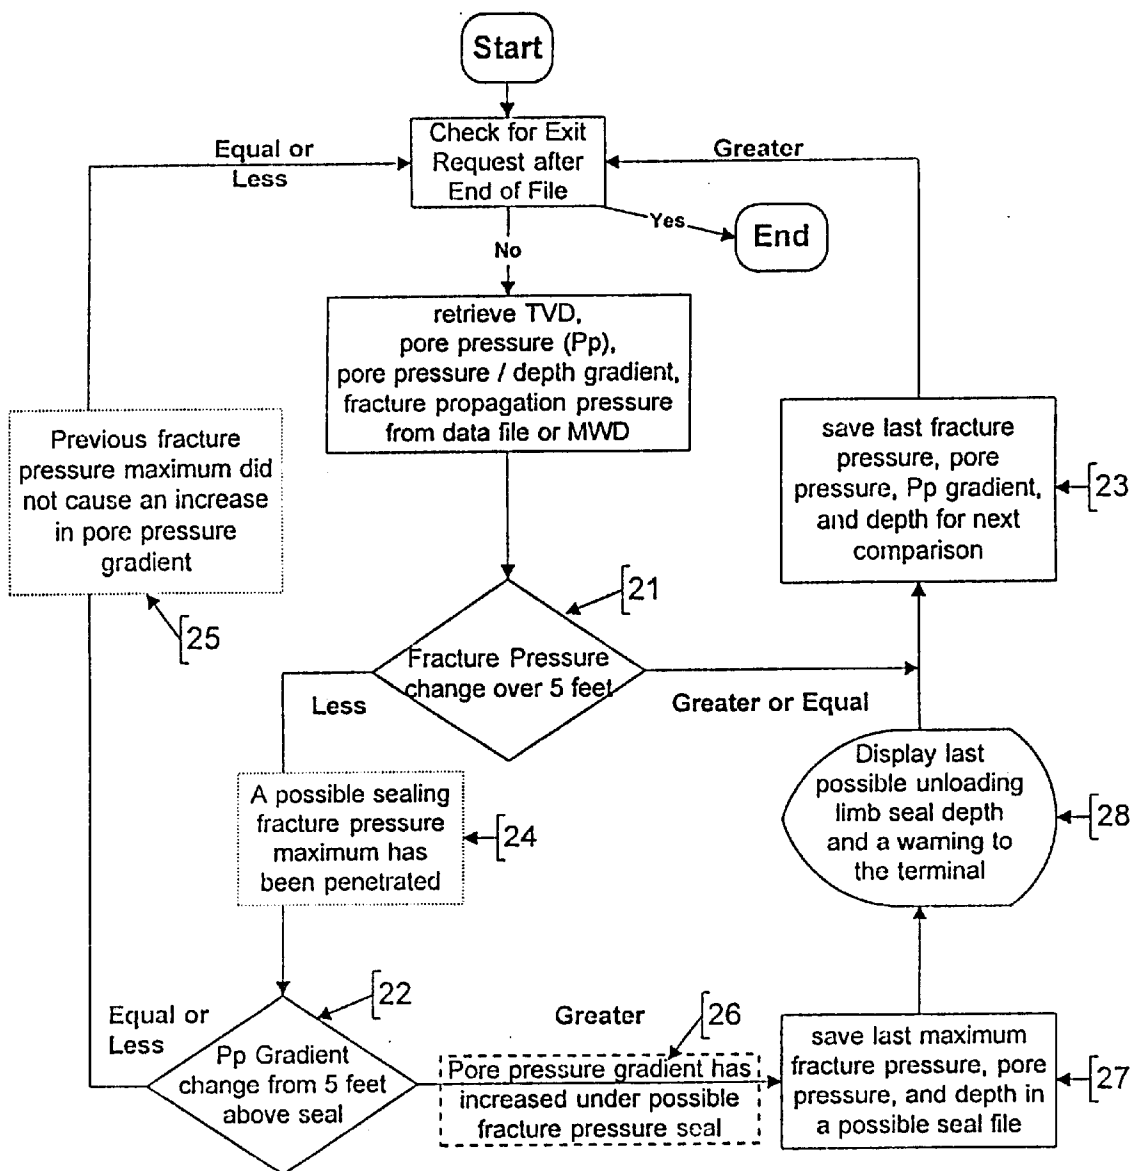 Start
Check for Exit
Request after
End of File
Equal or
Less
Greater
Yes
End
No
retrieve TVD,
pore pressure (Pp),
pore pressure / depth gradient,
fracture propagation pressure
from data file or MWD
Previous fracture
pressure maximum did
not cause an increase
in pore pressure
gradient
25
save last fracture
pressure, pore
pressure, Pp gradient,
and depth for next
comparison
23
21
Fracture Pressure
change over 5 feet
Less
Greater or Equal
A possible sealing
fracture pressure
maximum has
been penetrated
24
Display last
possible unloading
limb seal depth
and a warning to
the terminal
28
22
Equal or
Less
Pp Gradient
change from 5 feet
above seal
Greater
26
Pore pressure gradient has
increased under possible
fracture pressure seal
save last maximum
fracture pressure, pore
pressure, and depth in
a possible seal file
27